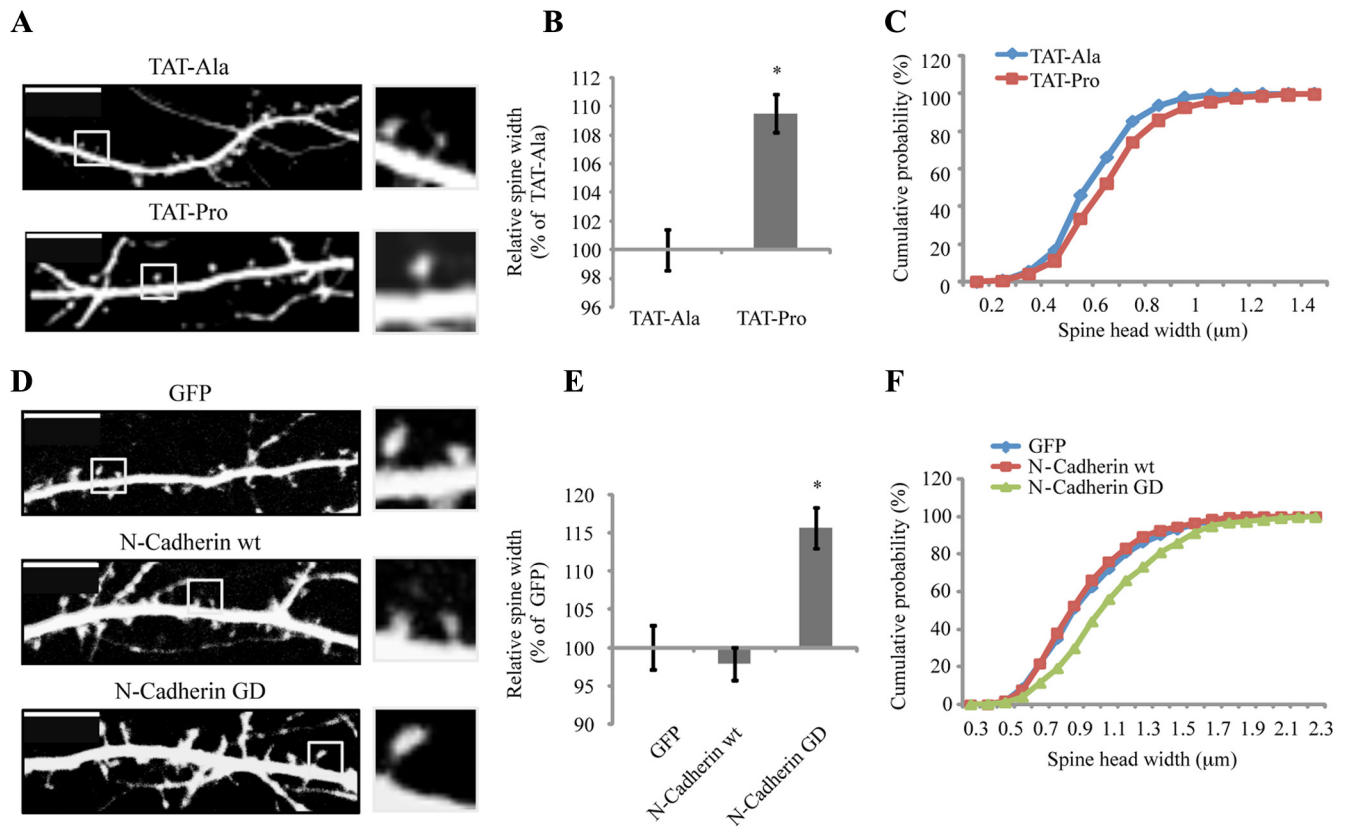 A
TAT-Ala
TAT-Pro
B
Relative spine width
(% of TAT-Ala)
112
110
108
106
104
102
100
98
96
*
TAT-Ala
TAT-Pro
C
TAT-Ala
TAT-Pro
Cumulative probability (%)
120
100
80
60
40
20
0
0.2 0.4 0.6 0.8 1 1.2 1.4
Spine head width (μm)
D
GFP
N-Cadherin wt
N-Cadherin GD
E
Relative spine width
(% of GFP)
120
115
110
105
100
95
90
*
GFP
N-Cadherin wt
N-Cadherin GD
F
GFP
N-Cadherin wt
N-Cadherin GD
Cumulative probability (%)
120
100
80
60
40
20
0
0.3 0.5 0.7 0.9 1.1 1.3 1.5 1.7 1.9 2.1 2.3
Spine head width (μm)